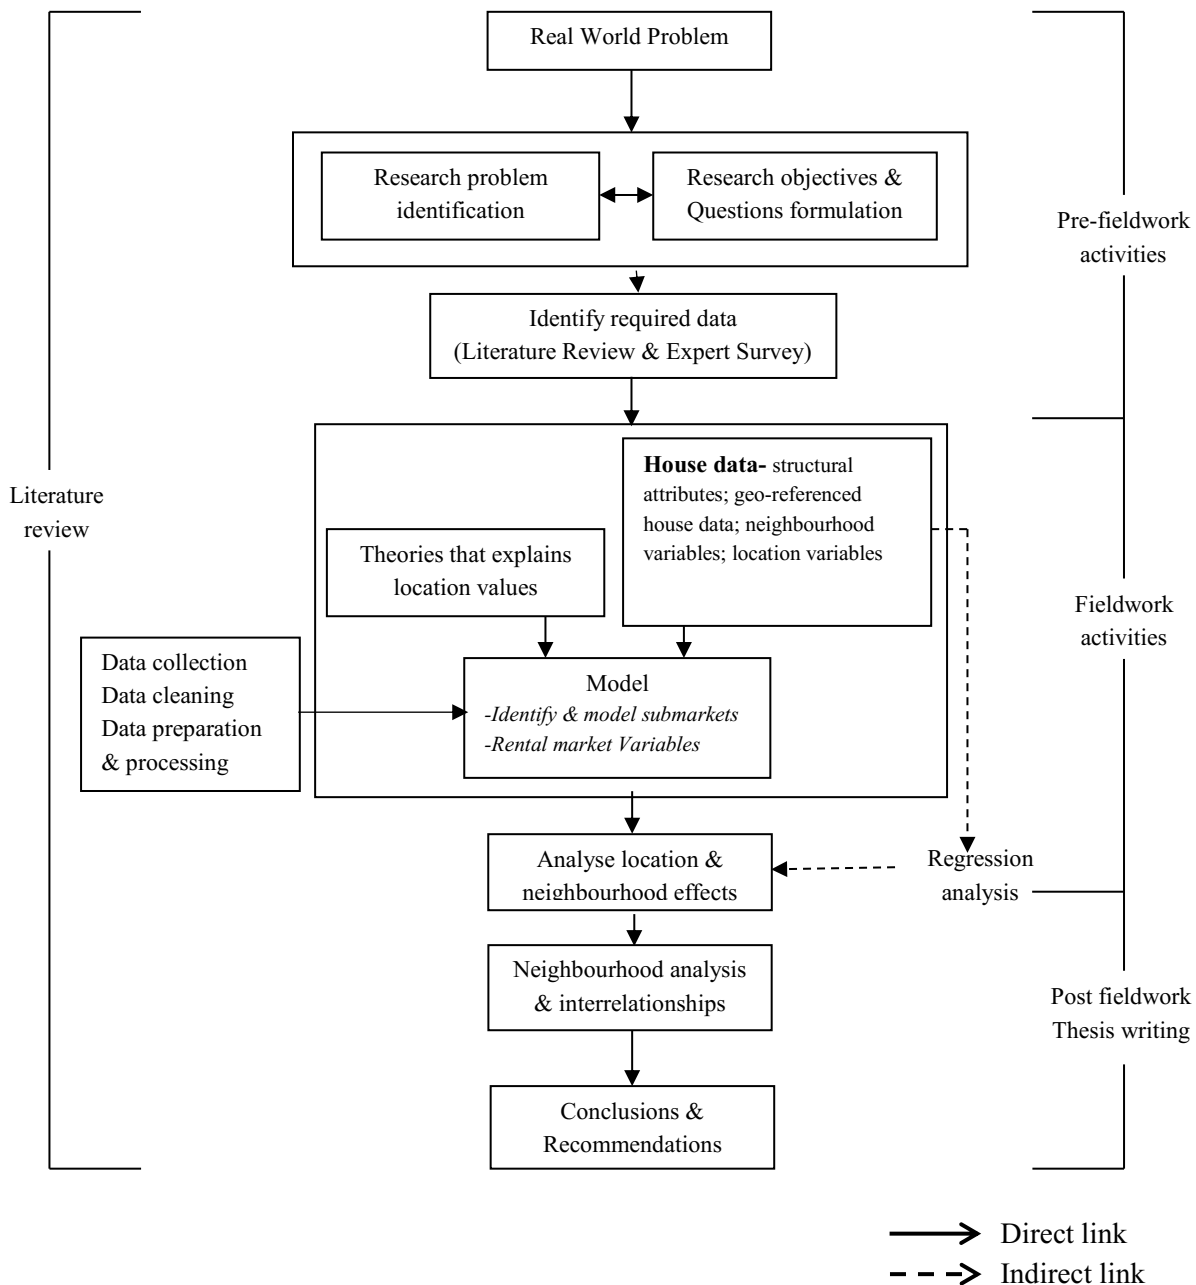 Real World Problem
Research problem
identification
Research objectives &
Questions formulation
Pre-fieldwork
activities
Identify required data
(Literature Review & Expert Survey)
Literature
review
House data- structural
attributes; geo-referenced
house data; neighbourhood
variables; location variables
Theories that explains
location values
Fieldwork
activities
Data collection
Data cleaning
Data preparation
& processing
Model
-Identify & model submarkets
-Rental market Variables
Analyse location &
neighbourhood effects
Regression
analysis
Neighbourhood analysis
& interrelationships
Post fieldwork
Thesis writing
Conclusions &
Recommendations
Direct link
Indirect link